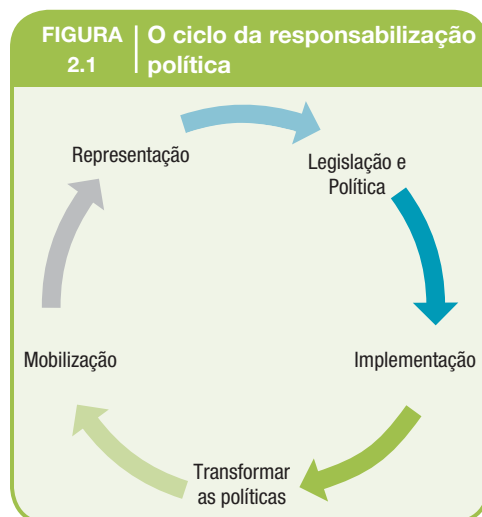 FIGURA 2.1
O ciclo da responsabilização
política
Representação
Legislação e
Política
Implementação
Transformar
as políticas
Mobilização